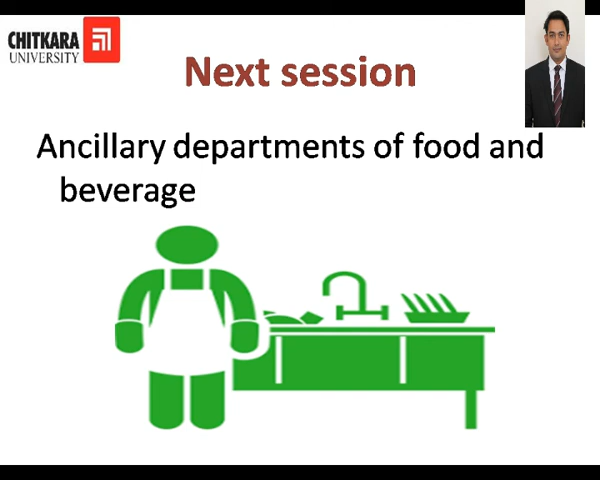 CHITKARA
UNIVERSITY
Next session
Ancillary departments of food and
beverage